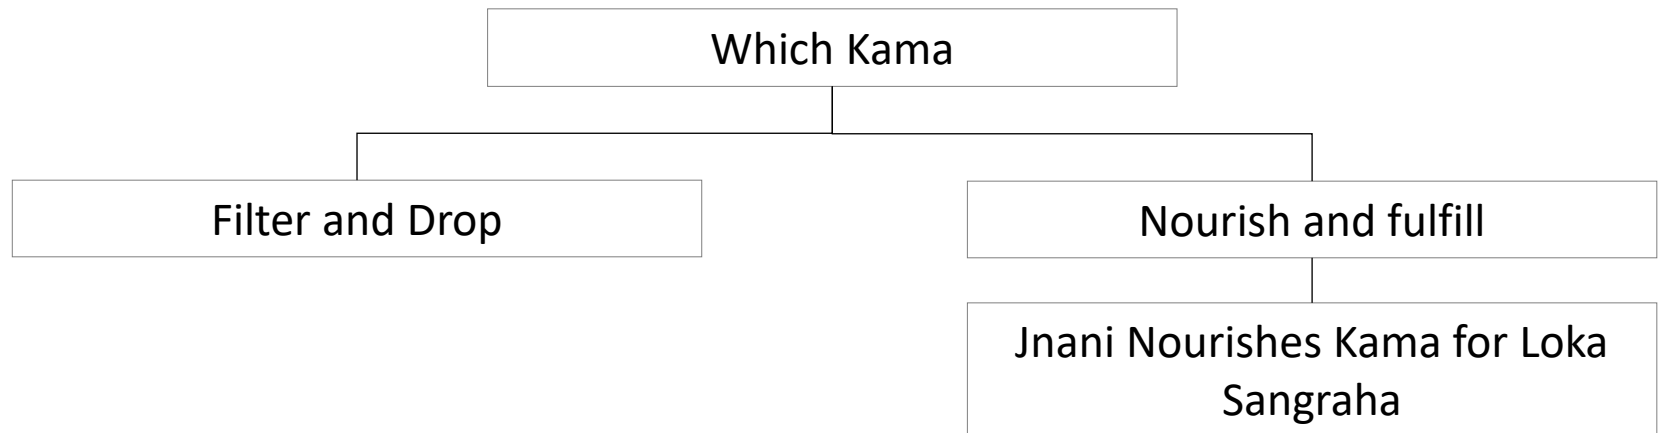 Which Kama
Filter and Drop
Nourish and fulfill
Jnani Nourishes Kama for Loka
Sangraha